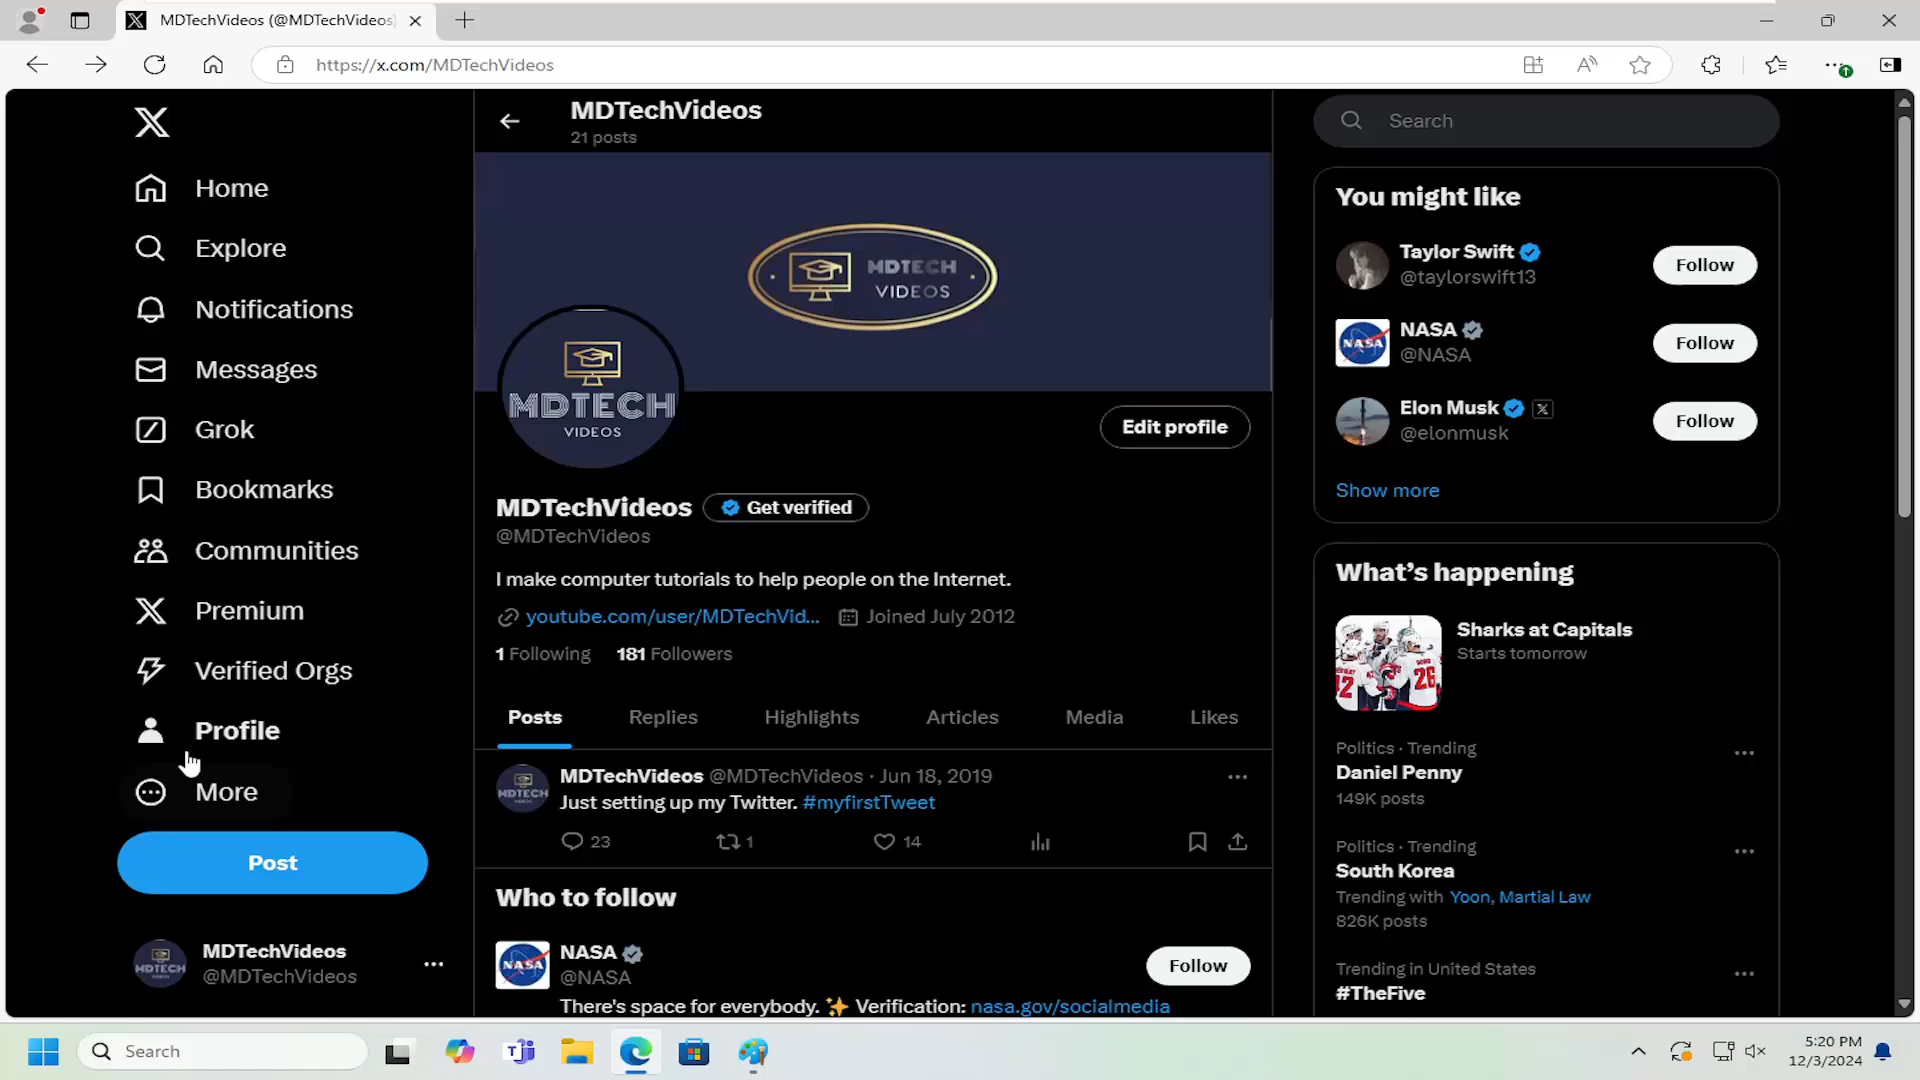 MDTechVideos (@MDTechVideos)
https://x.com/MDTechVideos
Home
Explore
Notifications
Messages
Grok
Bookmarks
Communities
Premium
Verified Orgs
Profile
More
Post
MDTechVideos
@MDTechVideos
MDTechVideos
21 posts
MDTECH
VIDEOS
MDTECH
VIDEOS
Edit profile
MDTechVideos
Get verified
@MDTechVideos
I make computer tutorials to help people on the Internet.
youtube.com/user/MDTechVid... Joined July 2012
1 Following 181 Followers
Posts Replies Highlights Articles Media Likes
MDTECH
MDTechVideos @MDTechVideos · Jun 18, 2019
Just setting up my Twitter. #myfirstTweet
23 1 14
Who to follow
NASA
NASA
@NASA
Follow
There's space for everybody. ✨ Verification: nasa.gov/socialmedia
Search
You might like
Taylor Swift
@taylorswift13
Follow
NASA
NASA
@NASA
Follow
Elon Musk
@elonmusk
Follow
Show more
What's happening
Sharks at Capitals
Starts tomorrow
Politics · Trending
Daniel Penny
149K posts
Politics · Trending
South Korea
Trending with Yoon, Martial Law
826K posts
Trending in United States
#TheFive
MDTECH
Search
5:20 PM
12/3/2024